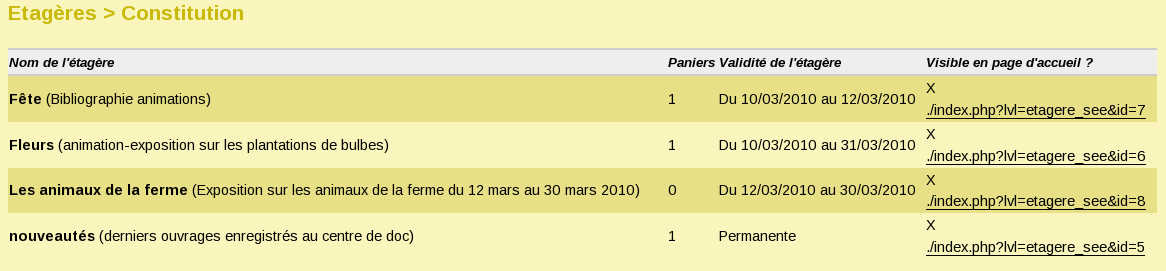 Etagères > Constitution
Nom de l'étagère Paniers Validité de l'étagère Visible en page d'accueil ?
Fête (Bibliographie animations) 1 Du 10/03/2010 au 12/03/2010 X
./index.php?lvl=etagere_see&id=7
Fleurs (animation-exposition sur les plantations de bulbes) 1 Du 10/03/2010 au 31/03/2010 X
./index.php?lvl=etagere_see&id=6
Les animaux de la ferme (Exposition sur les animaux de la ferme du 12 mars au 30 mars 2010) 0 Du 12/03/2010 au 30/03/2010 X
./index.php?lvl=etagere_see&id=8
nouveautés (derniers ouvrages enregistrés au centre de doc) 1 Permanente X
./index.php?lvl=etagere_see&id=5